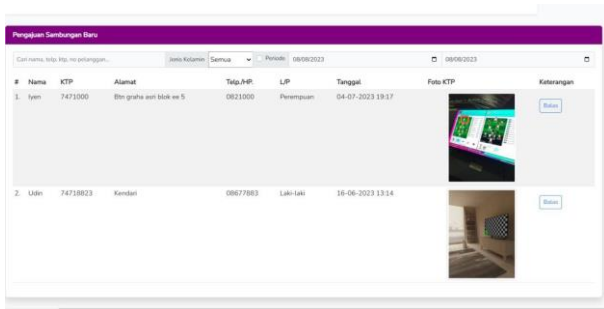 Pengajuan Sambungan Baru
Cari nama, telp, ktp, no pelanggan... Jenis Kelamin Semua Periode 08/08/2023 08/08/2023
# Nama KTP Alamat Telp./HP. L/P Tanggal Foto KTP Keterangan
1. Iyen 7471000 Btn graha asri blok ee 5 0821000 Perempuan 04-07-2023 19:17 Balas
2. Udin 74718823 Kendari 08677883 Laki-laki 16-06-2023 13:14 Balas